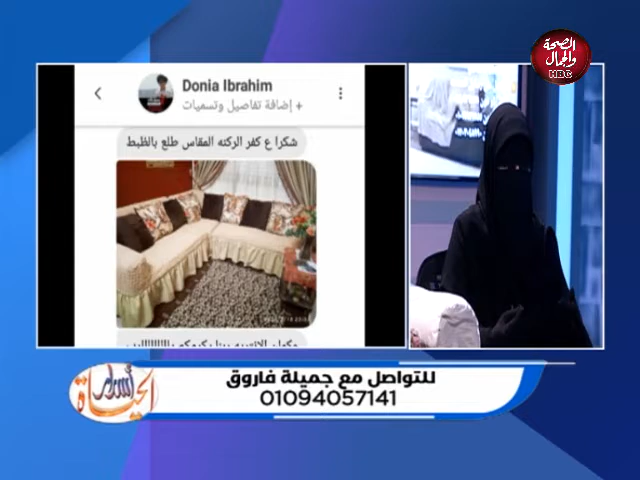 الصحة
والجمال
HBC
Donia Ibrahim
+ إضافة تفاصيل وتسميات
شكرا ع كفر الركنه المقاس طلع بالظبط
للتواصل مع جميلة فاروق
01094057141
أسرار
الحياة